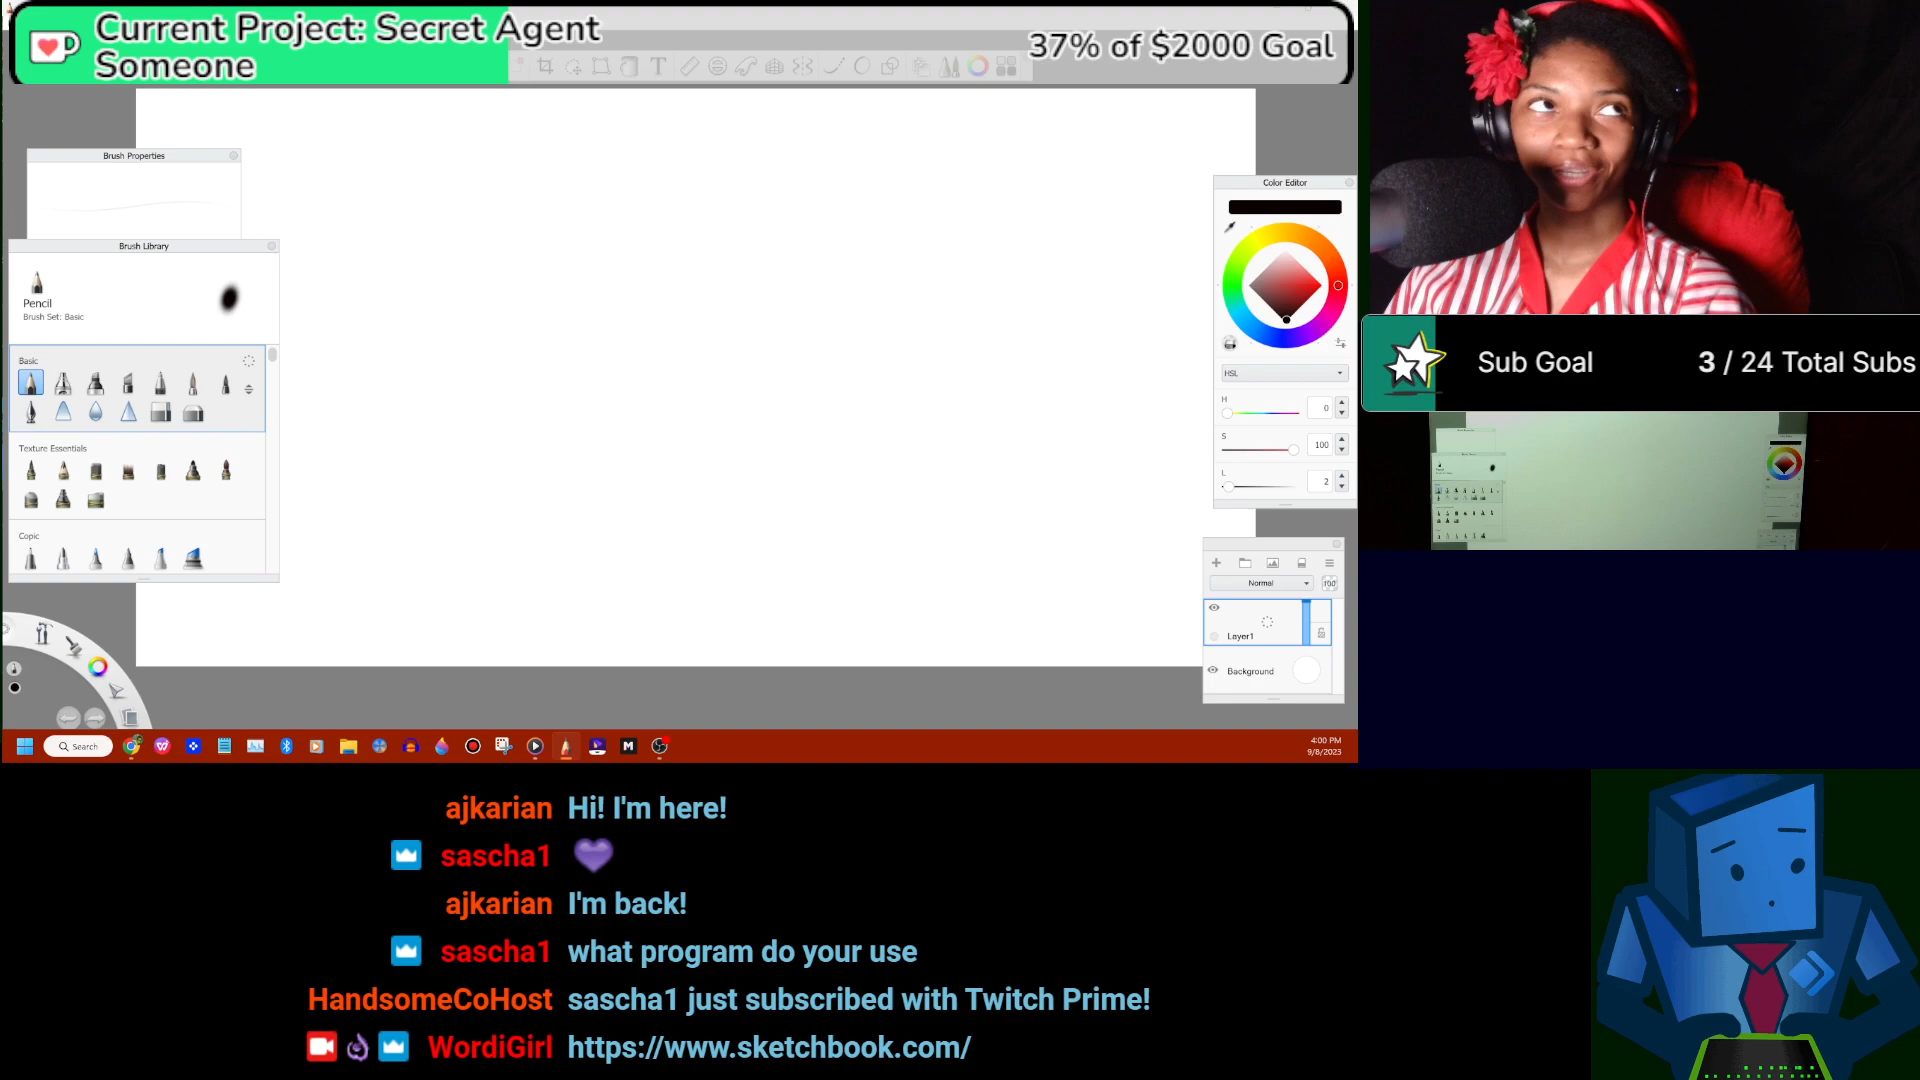 Current Project: Secret Agent
Someone
37% of $2000 Goal
Brush Properties
Brush Library
Pencil
Brush Set: Basic
Basic
Texture Essentials
Copic
Color Editor
HSL
H
0
S
100
L
2
Normal
100
Layer1
Background
Sub Goal
3 / 24 Total Subs
Search
4:00 PM
9/8/2023
ajkarian Hi! I'm here!
sascha1
ajkarian I'm back!
sascha1 what program do your use
HandsomeCoHost sascha1 just subscribed with Twitch Prime!
WordiGirl https://www.sketchbook.com/